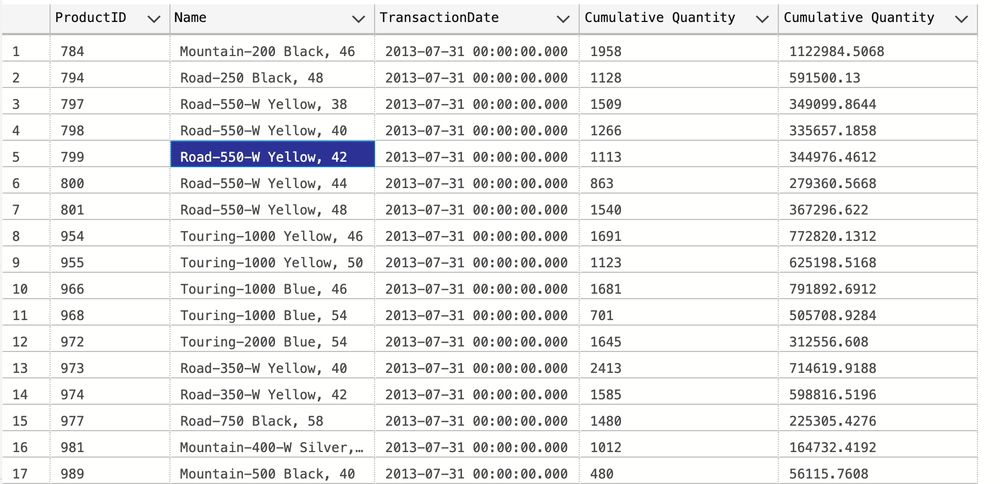 ProductID Name TransactionDate Cumulative Quantity Cumulative Quantity
1 784 Mountain-200 Black, 46 2013-07-31 00:00:00.000 1958 1122984.5068
2 794 Road-250 Black, 48 2013-07-31 00:00:00.000 1128 591500.13
3 797 Road-550-W Yellow, 38 2013-07-31 00:00:00.000 1509 349099.8644
4 798 Road-550-W Yellow, 40 2013-07-31 00:00:00.000 1266 335657.1858
5 799 Road-550-W Yellow, 42 2013-07-31 00:00:00.000 1113 344976.4612
6 800 Road-550-W Yellow, 44 2013-07-31 00:00:00.000 863 279360.5668
7 801 Road-550-W Yellow, 48 2013-07-31 00:00:00.000 1540 367296.622
8 954 Touring-1000 Yellow, 46 2013-07-31 00:00:00.000 1691 772820.1312
9 955 Touring-1000 Yellow, 50 2013-07-31 00:00:00.000 1123 625198.5168
10 966 Touring-1000 Blue, 46 2013-07-31 00:00:00.000 1681 791892.6912
11 968 Touring-1000 Blue, 54 2013-07-31 00:00:00.000 701 505708.9284
12 972 Touring-2000 Blue, 54 2013-07-31 00:00:00.000 1645 312556.608
13 973 Road-350-W Yellow, 40 2013-07-31 00:00:00.000 2413 714619.9188
14 974 Road-350-W Yellow, 42 2013-07-31 00:00:00.000 1585 598816.5196
15 977 Road-750 Black, 58 2013-07-31 00:00:00.000 1480 225305.4276
16 981 Mountain-400-W Silver,… 2013-07-31 00:00:00.000 1012 164732.4192
17 989 Mountain-500 Black, 40 2013-07-31 00:00:00.000 480 56115.7608